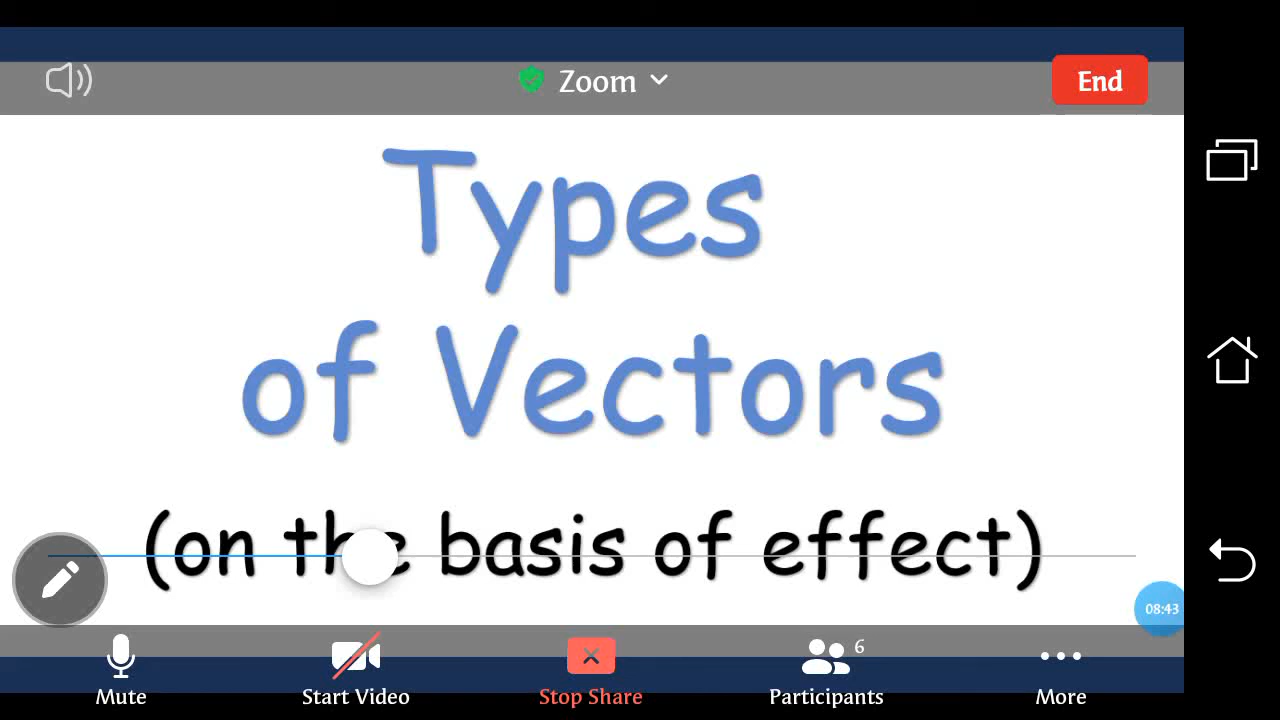 Zoom
End
Types
of Vectors
(on the basis of effect)
08:43
6
Mute
Start Video
Stop Share
Participants
More